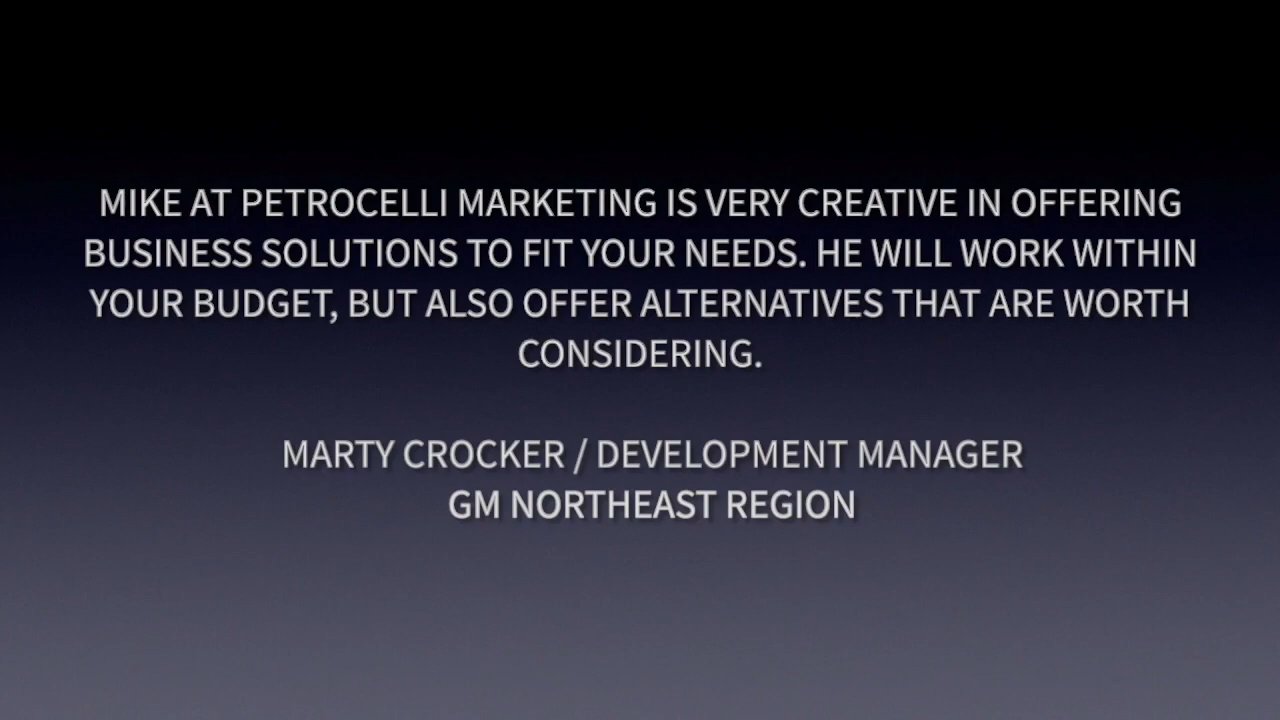 MIKE AT PETROCELLI MARKETING IS VERY CREATIVE IN OFFERING
BUSINESS SOLUTIONS TO FIT YOUR NEEDS. HE WILL WORK WITHIN
YOUR BUDGET, BUT ALSO OFFER ALTERNATIVES THAT ARE WORTH
CONSIDERING.
MARTY CROCKER / DEVELOPMENT MANAGER
GM NORTHEAST REGION